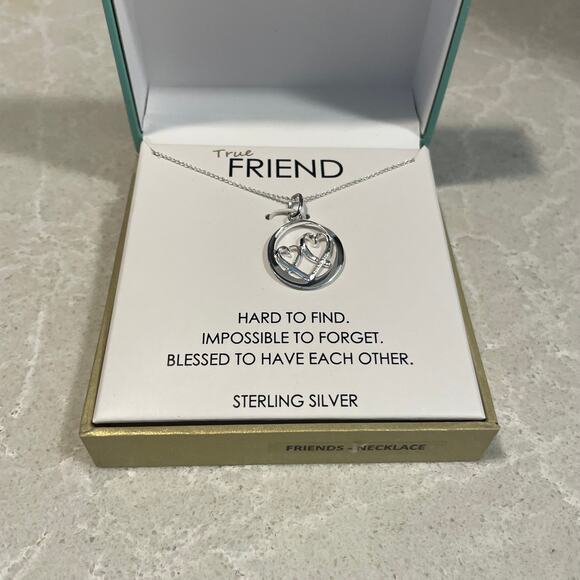 True
FRIEND
HARD TO FIND.
IMPOSSIBLE TO FORGET.
BLESSED TO HAVE EACH OTHER.
STERLING SILVER
FRIENDS - NECKLACE